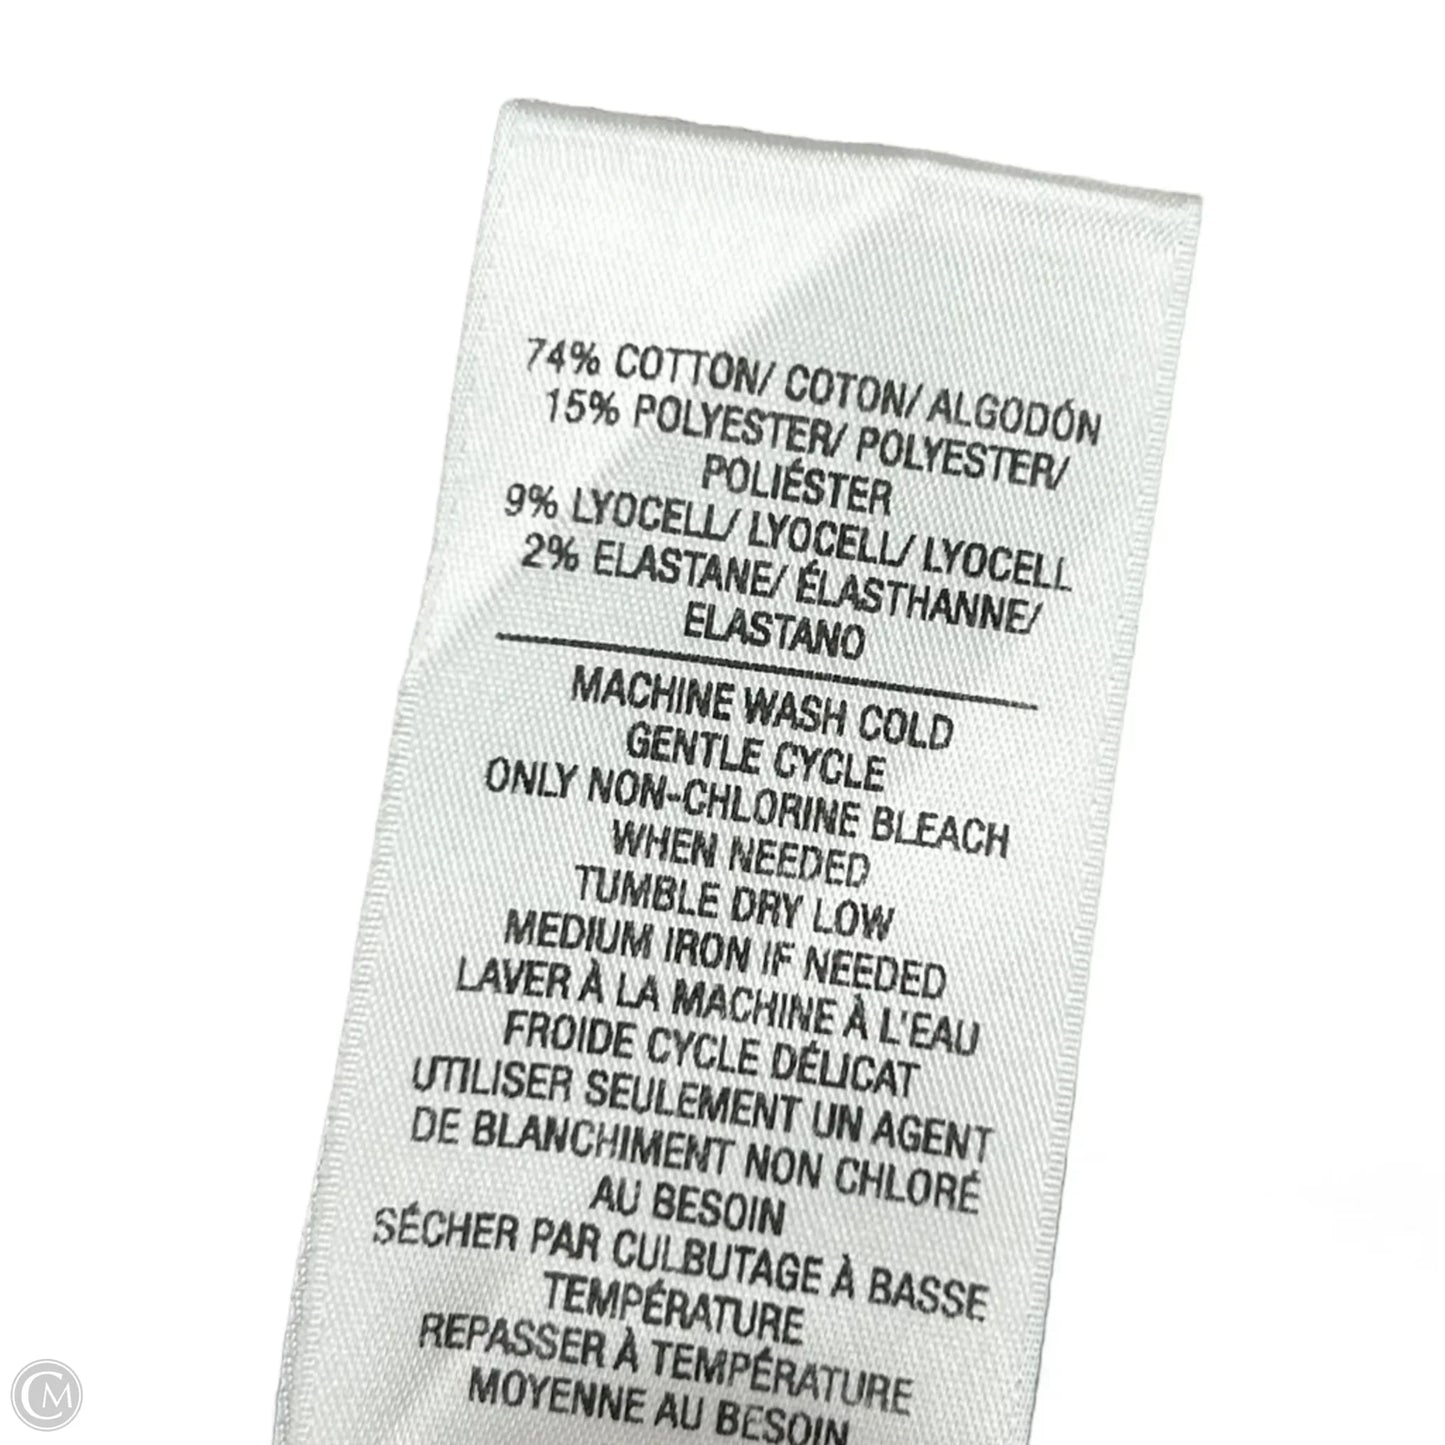 74% COTTON/ COTON/ ALGODÓN
15% POLYESTER/ POLYESTER/
POLIÉSTER
9% LYOCELL/ LYOCELL/ LYOCELL
2% ELASTANE/ ÉLASTHANNE/
ELASTANO
MACHINE WASH COLD
GENTLE CYCLE
ONLY NON-CHLORINE BLEACH
WHEN NEEDED
TUMBLE DRY LOW
MEDIUM IRON IF NEEDED
LAVER À LA MACHINE À L'EAU
FROIDE CYCLE DÉLICAT
UTILISER SEULEMENT UN AGENT
DE BLANCHIMENT NON CHLORÉ
AU BESOIN
SÉCHER PAR CULBUTAGE À BASSE
TEMPÉRATURE
REPASSER À TEMPÉRATURE
MOYENNE AU BESOIN
CM